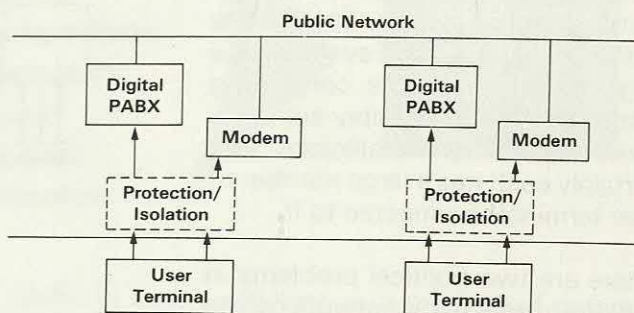 Public Network
Digital
PABX
Modem
Protection/
Isolation
User
Terminal
Digital
PABX
Modem
Protection/
Isolation
User
Terminal